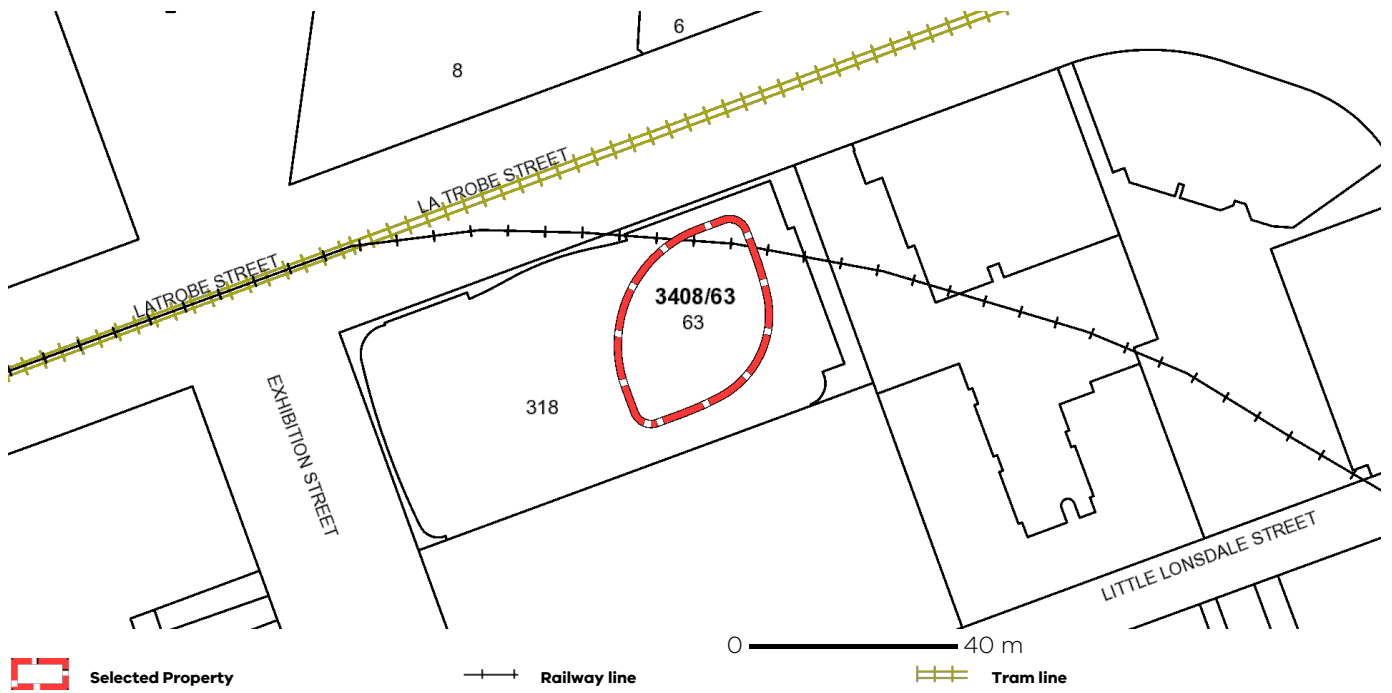 6
8
LA TROBE STREET
LATROBE STREET
3408/63
63
318
EXHIBITION STREET
LITTLE LONSDALE STREET
0 40 m
Selected Property Railway line Tram line